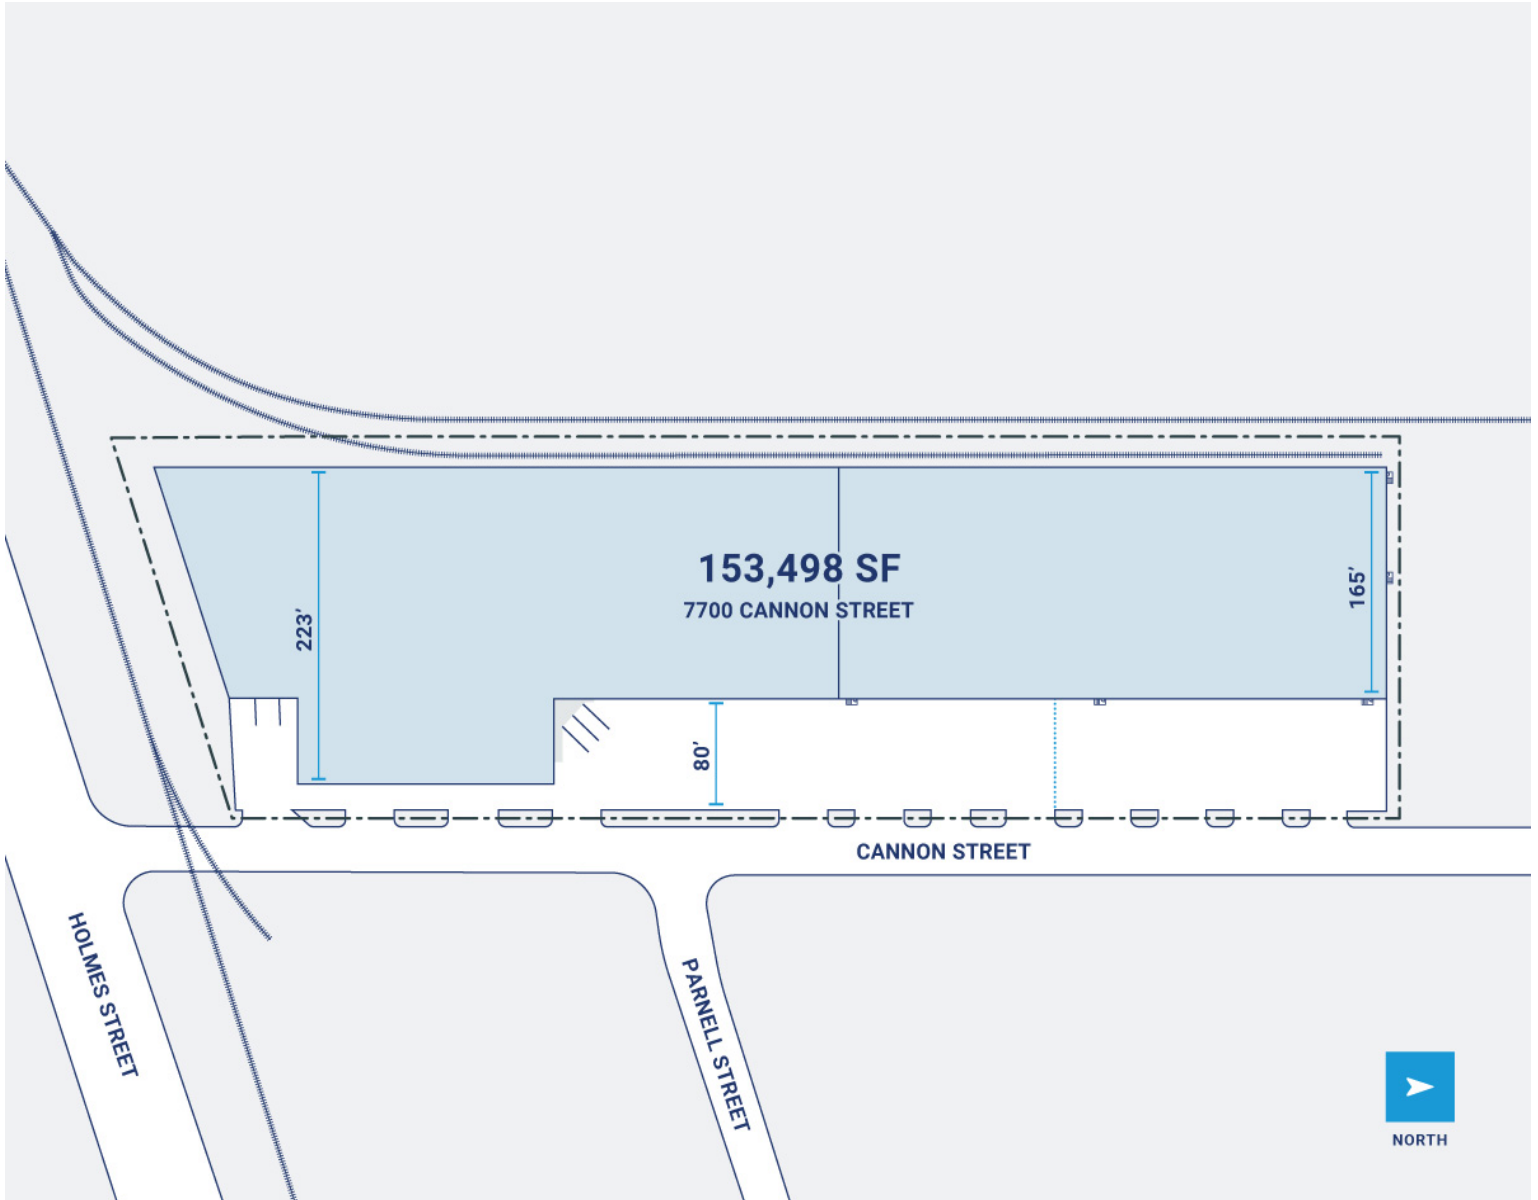 153,498 SF
7700 CANNON STREET
223′
165′
80′
CANNON STREET
HOLMES STREET
PARNELL STREET
NORTH